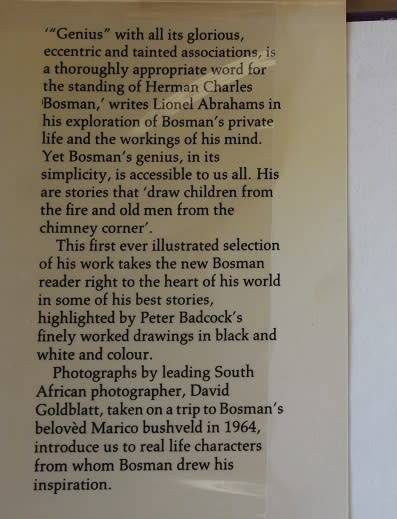 ‘“Genius” with all its glorious,
eccentric and tainted associations, is
a thoroughly appropriate word for
the standing of Herman Charles
Bosman,’ writes Lionel Abrahams in
his exploration of Bosman’s private
life and the workings of his mind.
Yet Bosman’s genius, in its
simplicity, is accessible to us all. His
are stories that ‘draw children from
the fire and old men from the
chimney corner’.
This first ever illustrated selection
of his work takes the new Bosman
reader right to the heart of his world
in some of his best stories,
highlighted by Peter Badcock’s
finely worked drawings in black and
white and colour.
Photographs by leading South
African photographer, David
Goldblatt, taken on a trip to Bosman’s
belovèd Marico bushveld in 1964,
introduce us to real life characters
from whom Bosman drew his
inspiration.